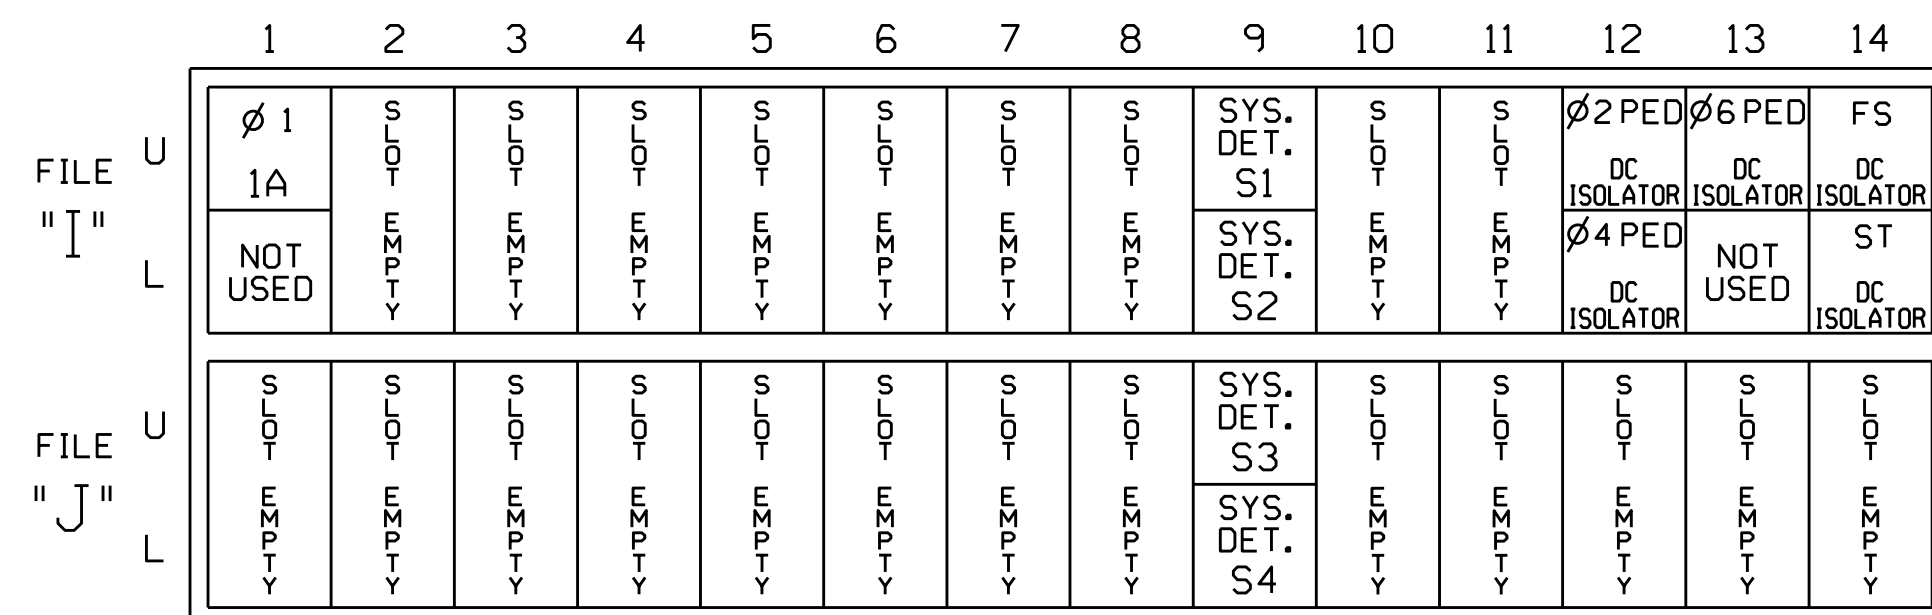 1 2 3 4 5 6 7 8 9 10 11 12 13 14
FILE "I"
U
L
Ø 1
1A
NOT
USED
SLOT EMPTY
SLOT EMPTY
SLOT EMPTY
SLOT EMPTY
SLOT EMPTY
SLOT EMPTY
SLOT EMPTY
SYS.
DET.
S1
SYS.
DET.
S2
SLOT EMPTY
SLOT EMPTY
Ø2 PED
DC
ISOLATOR
Ø4 PED
DC
ISOLATOR
Ø6 PED
DC
ISOLATOR
NOT
USED
FS
DC
ISOLATOR
ST
DC
ISOLATOR
FILE "J"
U
L
SLOT EMPTY
SLOT EMPTY
SLOT EMPTY
SLOT EMPTY
SLOT EMPTY
SLOT EMPTY
SLOT EMPTY
SLOT EMPTY
SYS.
DET.
S3
SYS.
DET.
S4
SLOT EMPTY
SLOT EMPTY
SLOT EMPTY
SLOT EMPTY
SLOT EMPTY